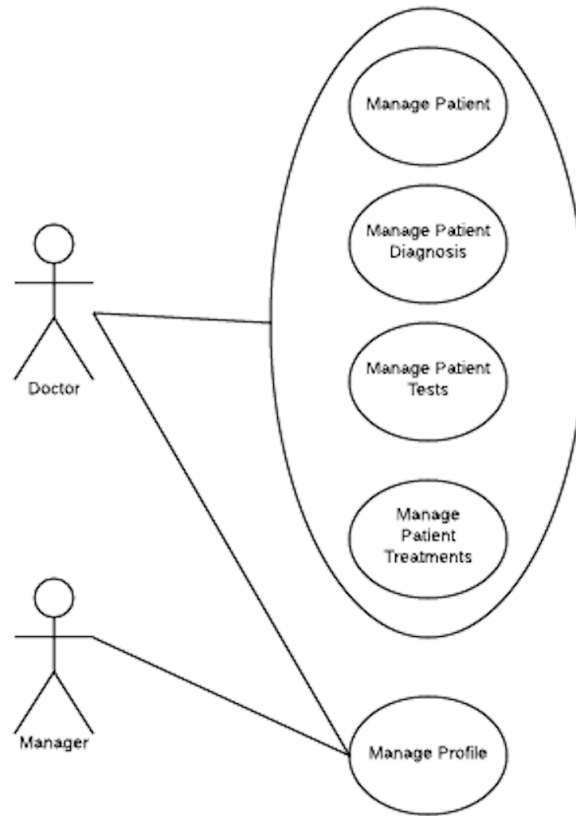 Manage Patient
Manage Patient
Diagnosis
Manage Patient
Tests
Doctor
Manage
Patient
Treatments
Manager
Manage Profile